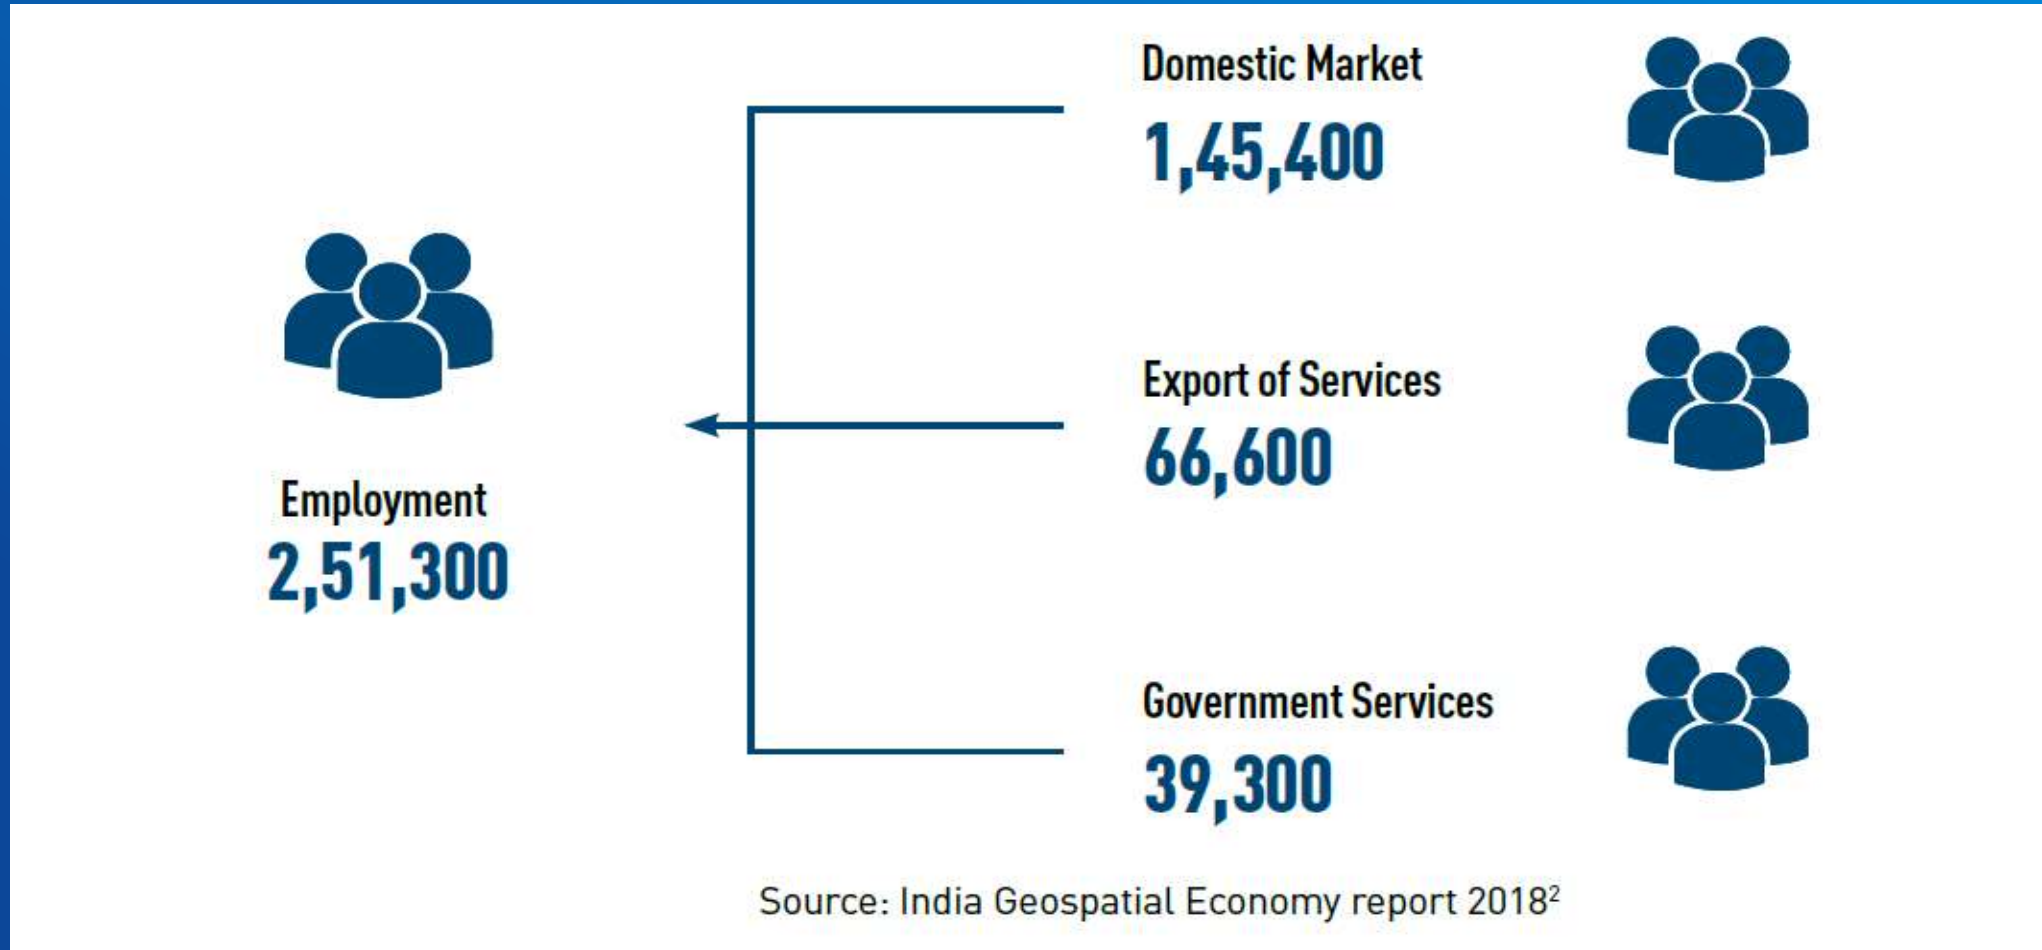 Employment
2,51,300
Domestic Market
1,45,400
Export of Services
66,600
Government Services
39,300
Source: India Geospatial Economy report 2018²